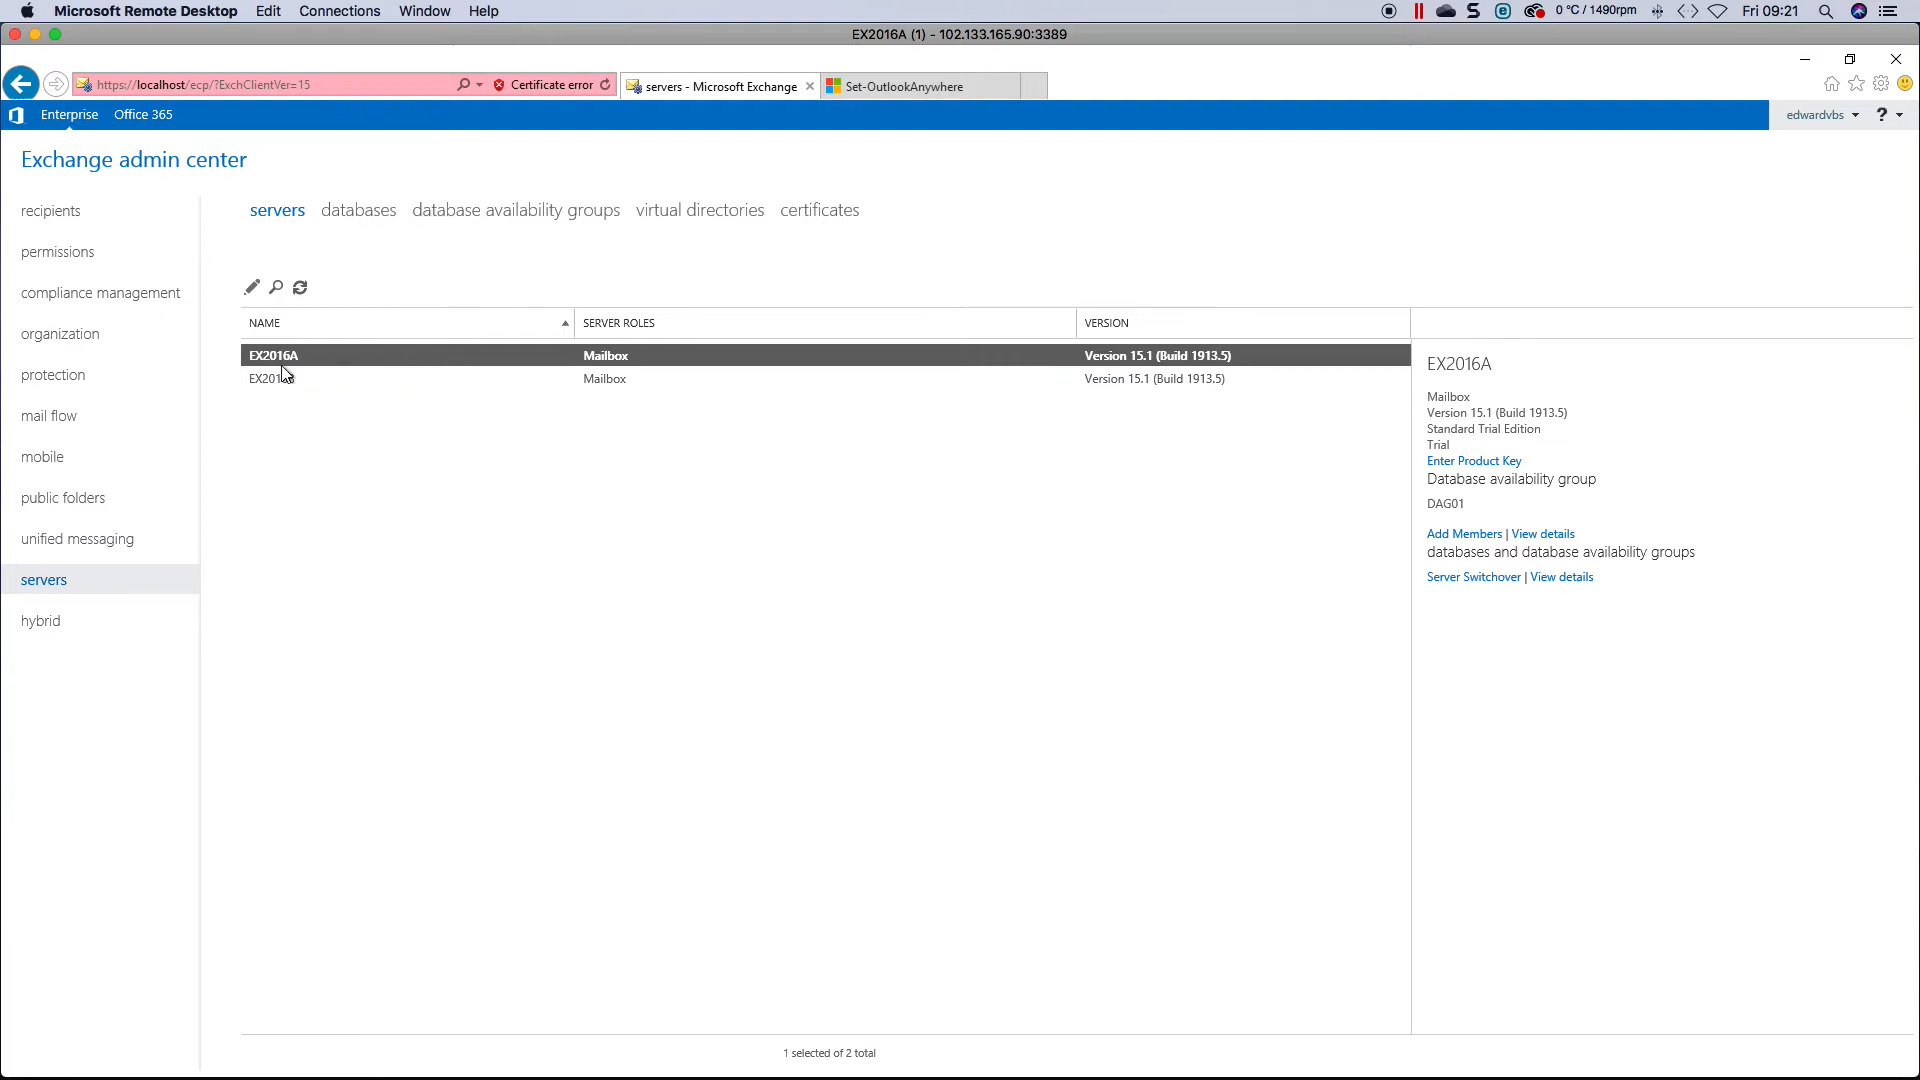 Microsoft Remote Desktop Edit Connections Window Help
0 °C / 1490rpm Fri 09:21
EX2016A (1) - 102.133.165.90:3389
https://localhost/ecp/?ExchClientVer=15 Certificate error servers - Microsoft Exchange Set-OutlookAnywhere
Enterprise Office 365 edwardvbs ?
Exchange admin center
recipients
permissions
compliance management
organization
protection
mail flow
mobile
public folders
unified messaging
servers
hybrid
servers databases database availability groups virtual directories certificates
NAME SERVER ROLES VERSION
EX2016A Mailbox Version 15.1 (Build 1913.5)
Mailbox Version 15.1 (Build 1913.5)
EX2016A
Mailbox
Version 15.1 (Build 1913.5)
Standard Trial Edition
Trial
Enter Product Key
Database availability group
DAG01
Add Members | View details
databases and database availability groups
Server Switchover | View details
1 selected of 2 total